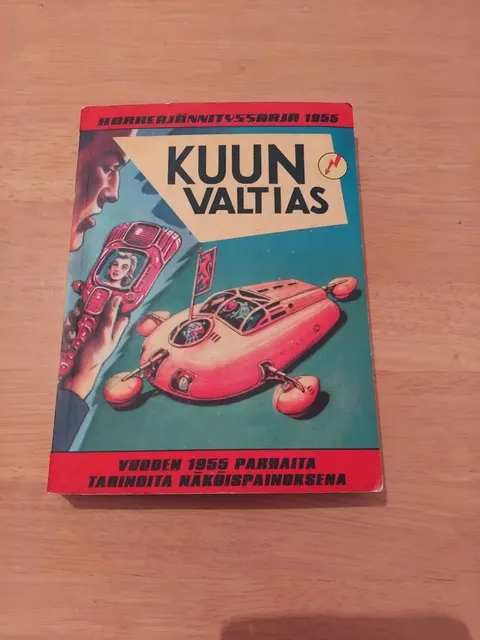 KORKEAJÄNNITYSSARJA 1955
KUUN
VALTIAS
VUODEN 1955 PARHAITA
TARINOITA NÄKÖISPAINOKSENA